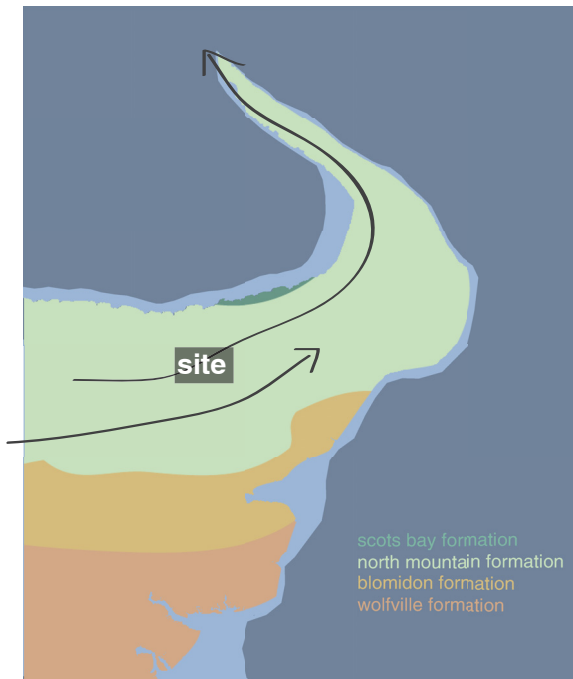 site
scots bay formation
north mountain formation
blomidon formation
wolfville formation